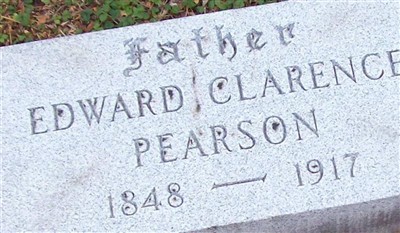 Father
EDWARD CLARENCE
PEARSON
1848 — 1917